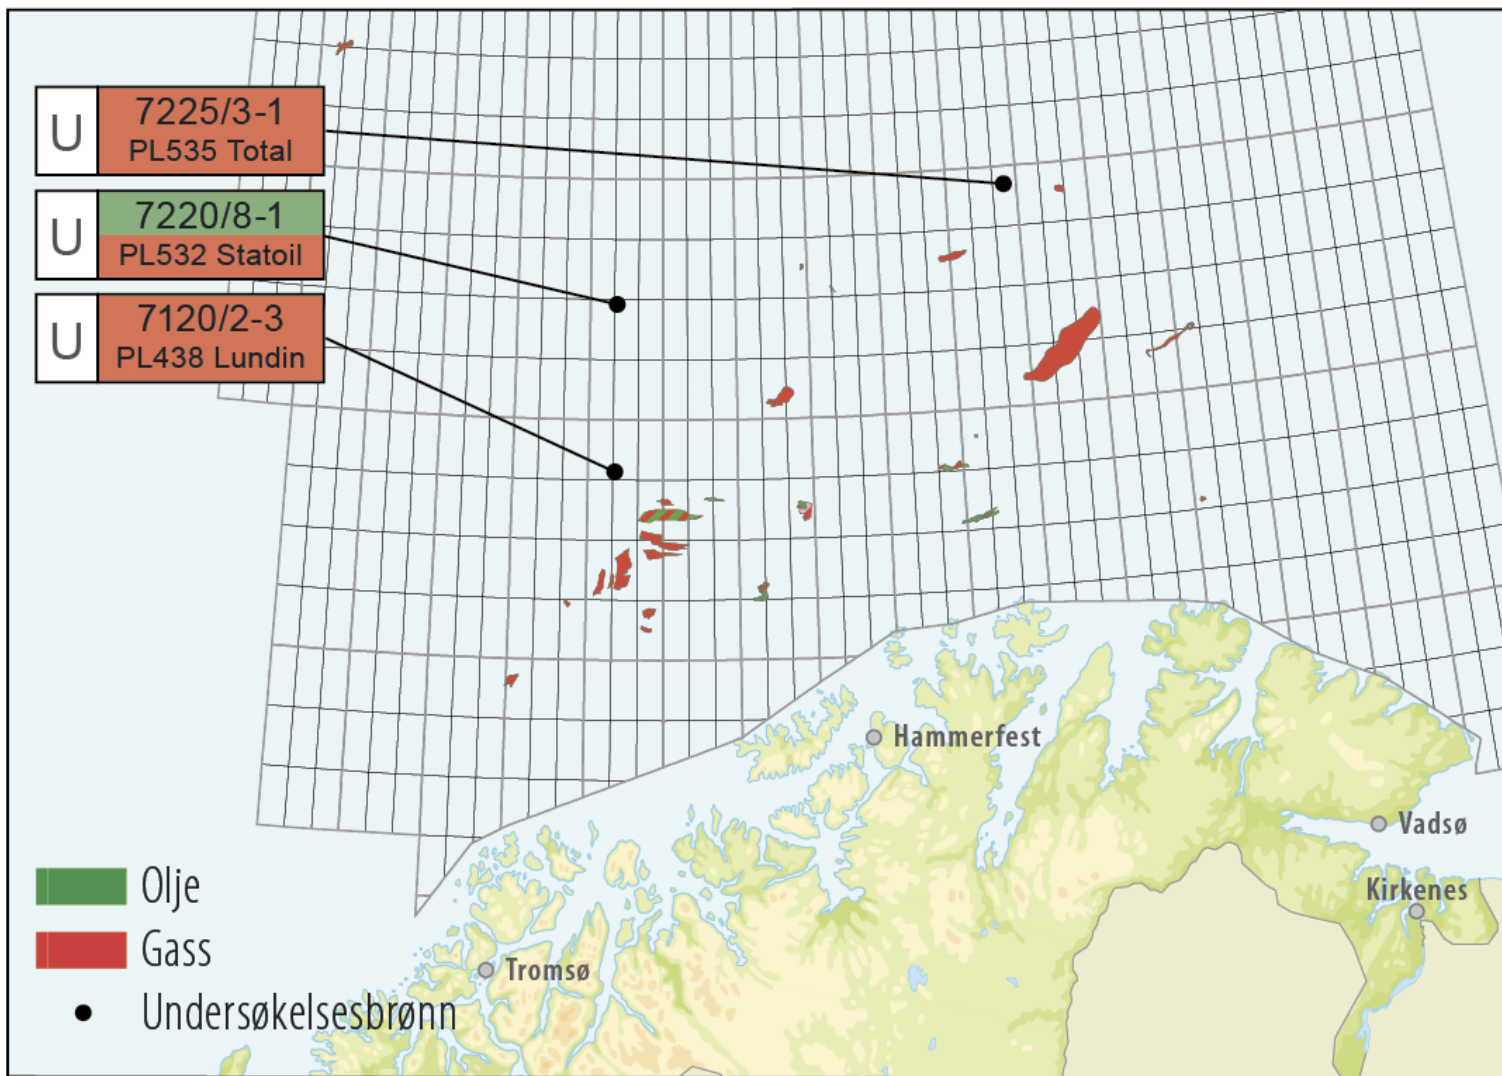 U
7225/3-1
PL535 Total
U
7220/8-1
PL532 Statoil
U
7120/2-3
PL438 Lundin
Hammerfest
Vadsø
Kirkenes
Tromsø
Olje
Gass
Undersøkelsesbrønn